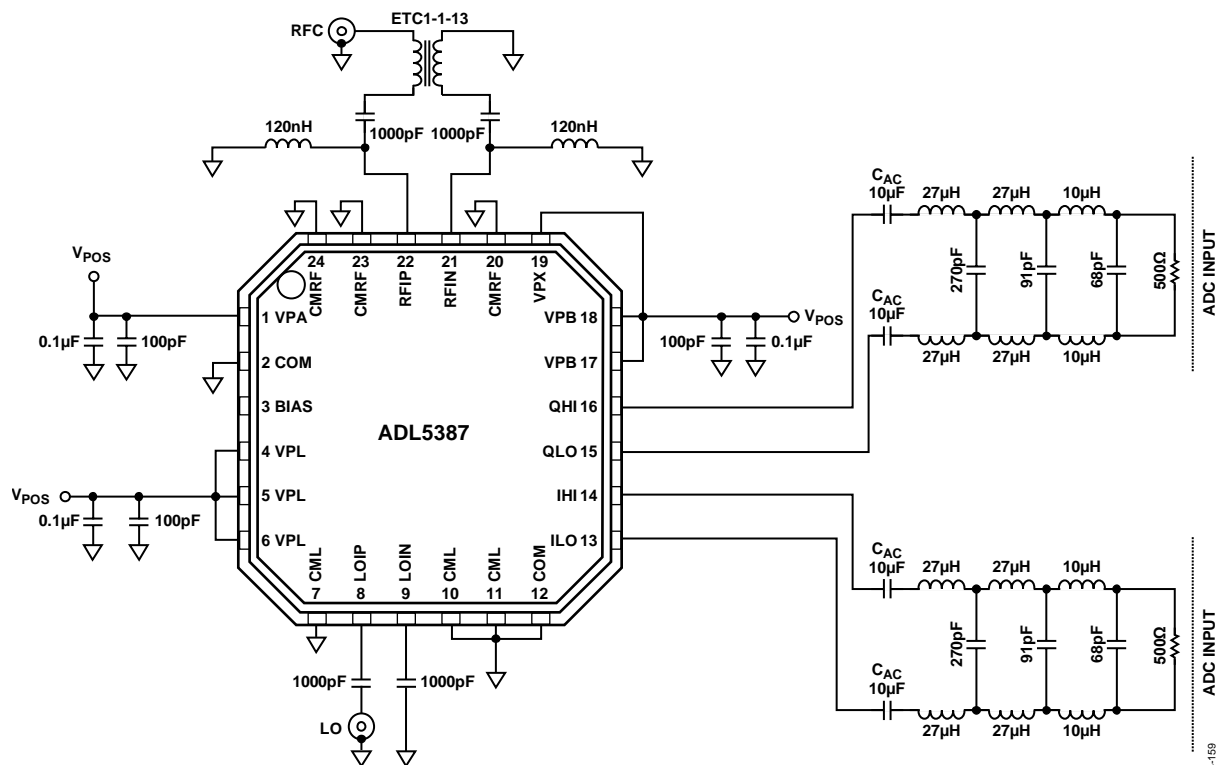 ETC1-1-13
RFC
1000pF
1000pF
120nH
120nH
VPOS
0.1µF
100pF
24
CMRF
23
CMRF
22
RFIP
21
RFIN
20
CMRF
19
VPX
1 VPA
2 COM
3 BIAS
4 VPL
5 VPL
6 VPL
ADL5387
VPB 18
VPB 17
QHI 16
QLO 15
IHI 14
ILO 13
VPOS
0.1µF
100pF
CML
7
LOIP
8
LOIN
9
CML
10
CML
11
COM
12
1000pF
1000pF
LO
100pF
0.1µF
VPOS
CAC
10µF
27µH
27µH
10µH
270pF
91pF
68pF
500Ω
CAC
10µF
27µH
27µH
10µH
ADC INPUT
CAC
10µF
27µH
27µH
10µH
270pF
91pF
68pF
500Ω
CAC
10µF
27µH
27µH
10µH
ADC INPUT
-159